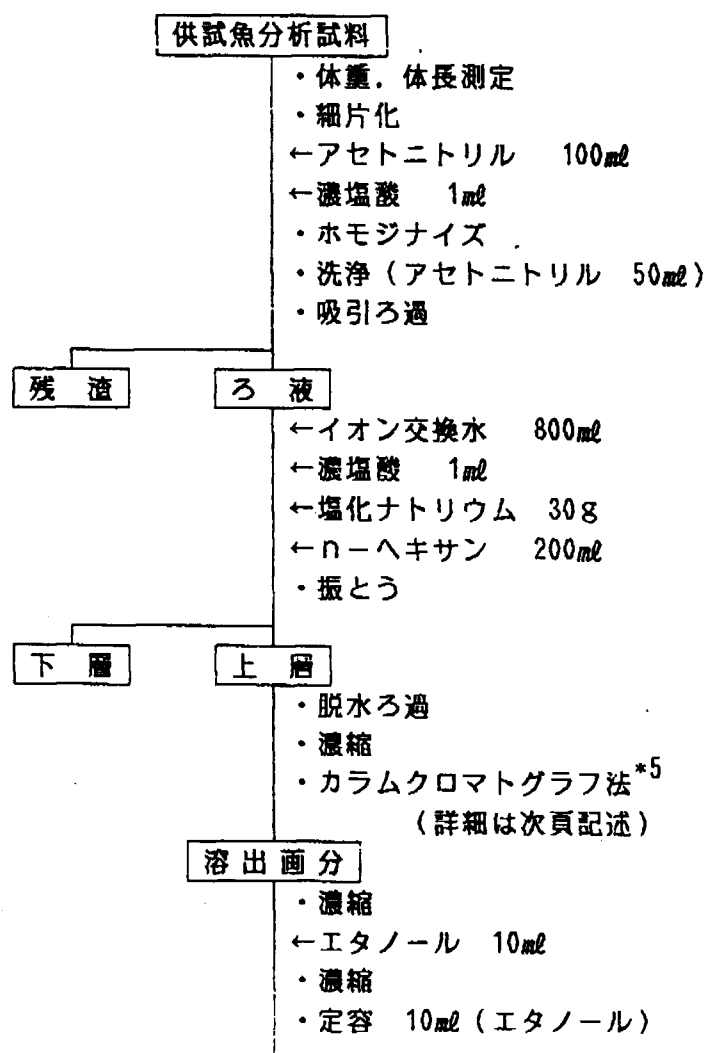 供試魚分析試料
・体重，体長測定
・細片化
←アセトニトリル　100ml
←濃塩酸　1ml
・ホモジナイズ
・洗浄（アセトニトリル　50ml）
・吸引ろ過
残　渣　ろ　液
←イオン交換水　800ml
←濃塩酸　1ml
←塩化ナトリウム　30g
←n－ヘキサン　200ml
・振とう
下　層　上　層
・脱水ろ過
・濃縮
・カラムクロマトグラフ法*5
（詳細は次頁記述）
溶出画分
・濃縮
←エタノール　10ml
・濃縮
・定容　10ml（エタノール）